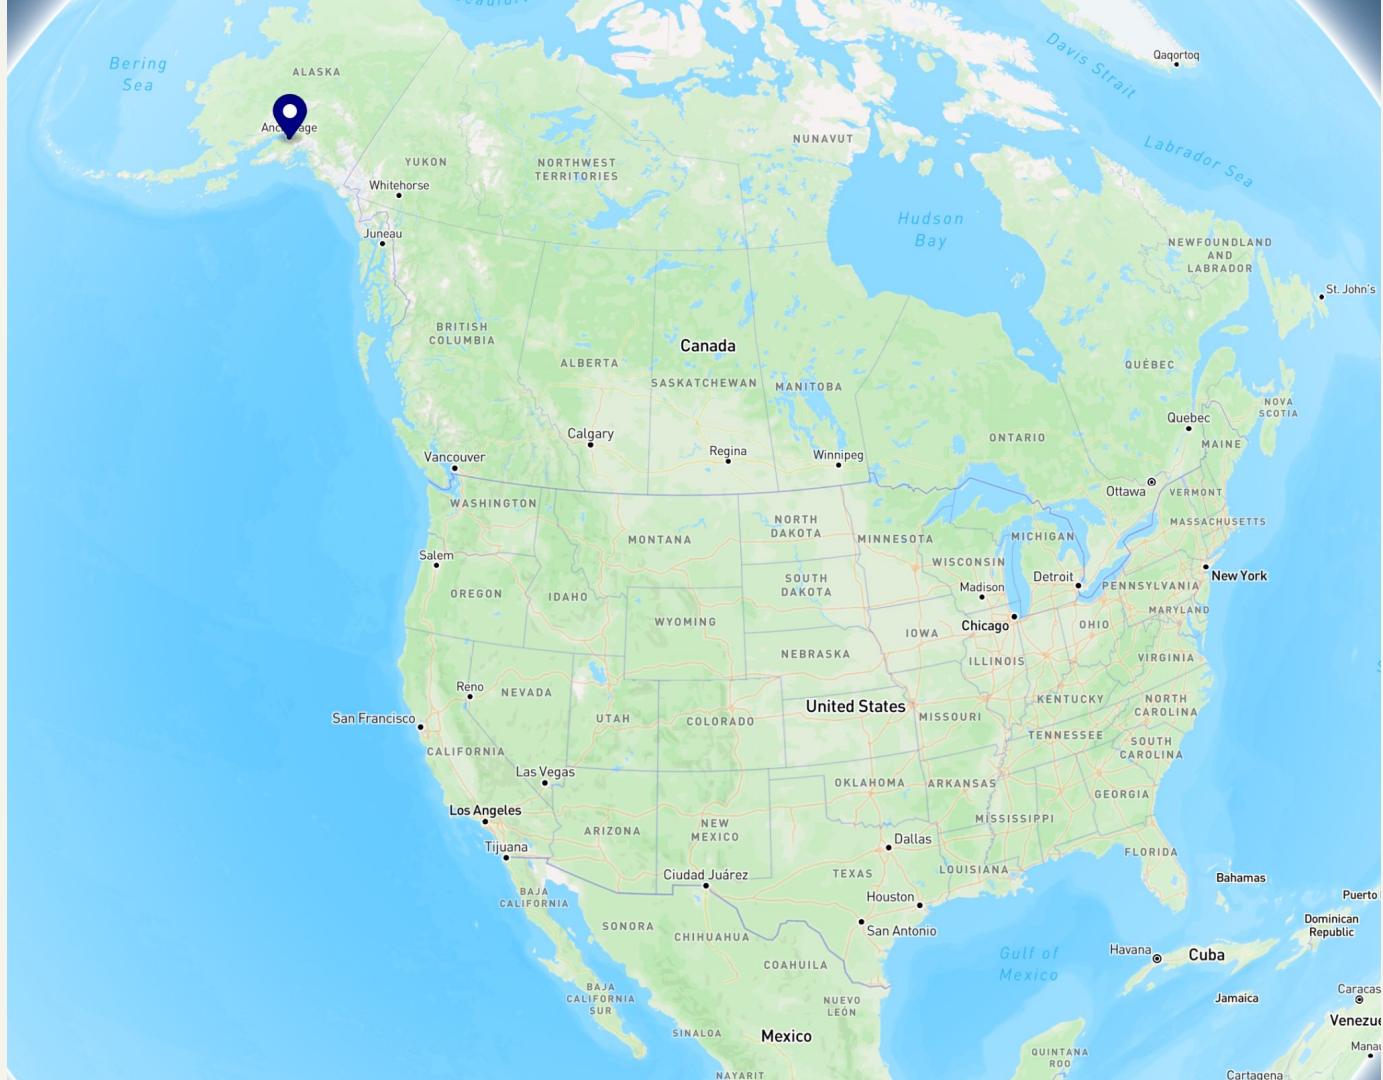 Beaufort
Bering
Sea
ALASKA
Davis Strait
Qaqortoq
Anchorage
NUNAVUT
Labrador Sea
YUKON
NORTHWEST
TERRITORIES
Whitehorse
Juneau
Hudson
Bay
NEWFOUNDLAND
AND
LABRADOR
St. John's
BRITISH
COLUMBIA
Canada
ALBERTA
SASKATCHEWAN
MANITOBA
QUÉBEC
NOVA
SCOTIA
Quebec
Calgary
ONTARIO
MAINE
Vancouver
Regina
Winnipeg
Ottawa
VERMONT
WASHINGTON
NORTH
DAKOTA
MASSACHUSETTS
MONTANA
MINNESOTA
MICHIGAN
Salem
WISCONSIN
Detroit
New York
OREGON
IDAHO
SOUTH
DAKOTA
Madison
PENNSYLVANIA
MARYLAND
WYOMING
Chicago
IOWA
OHIO
NEBRASKA
ILLINOIS
VIRGINIA
Reno
NEVADA
KENTUCKY
NORTH
CAROLINA
San Francisco
UTAH
COLORADO
United States
MISSOURI
TENNESSEE
CALIFORNIA
SOUTH
CAROLINA
Las Vegas
OKLAHOMA
ARKANSAS
GEORGIA
Los Angeles
ARIZONA
NEW
MEXICO
MISSISSIPPI
Tijuana
Dallas
FLORIDA
Ciudad Juárez
TEXAS
LOUISIANA
Bahamas
BAJA
CALIFORNIA
Houston
Puerto
SONORA
CHIHUAHUA
San Antonio
Dominican
Republic
Gulf of
Mexico
Havana
Cuba
COAHUILA
BAJA
CALIFORNIA
SUR
NUEVO
LEÓN
Jamaica
Caracas
SINALOA
Mexico
Venezue
QUINTANA
ROO
Manau
NAYARIT
Cartagena